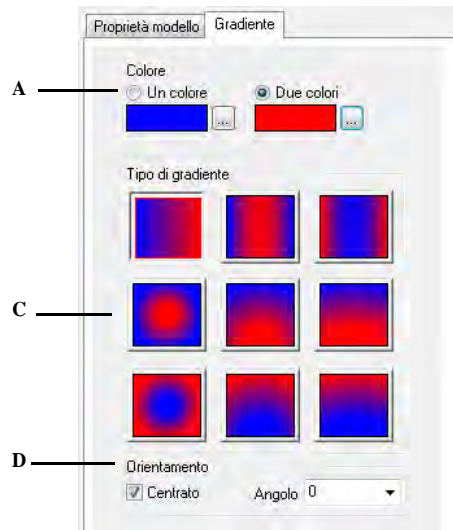 Proprietà modello Gradiente
Colore
A
Un colore Due colori
... ...
Tipo di gradiente
C
D
Orientamento
Centrato Angolo 0